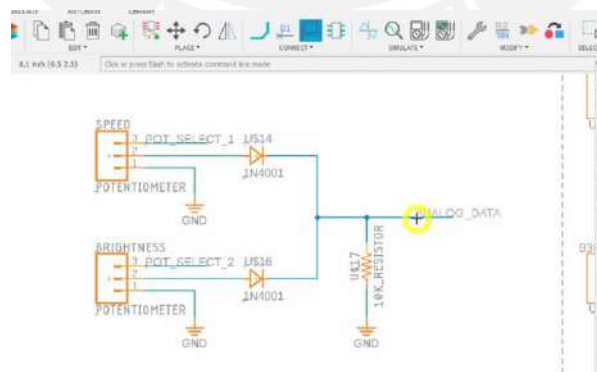 EDIT ▾
PLACE ▾
CONNECT ▾
SIMULATE ▾
MODIFY ▾
SELEC
0.1 inch (0.5 2.3)
Click or press Slash to activate command line mode
SPEED
3 POT_SELECT_1 U$14
2
1
1N4001
POTENTIOMETER
GND
ANALOG_DATA
BRIGHTNESS
3 POT_SELECT_2 U$16
2
1
1N4001
POTENTIOMETER
GND
U$17
10K_RESISTOR
GND